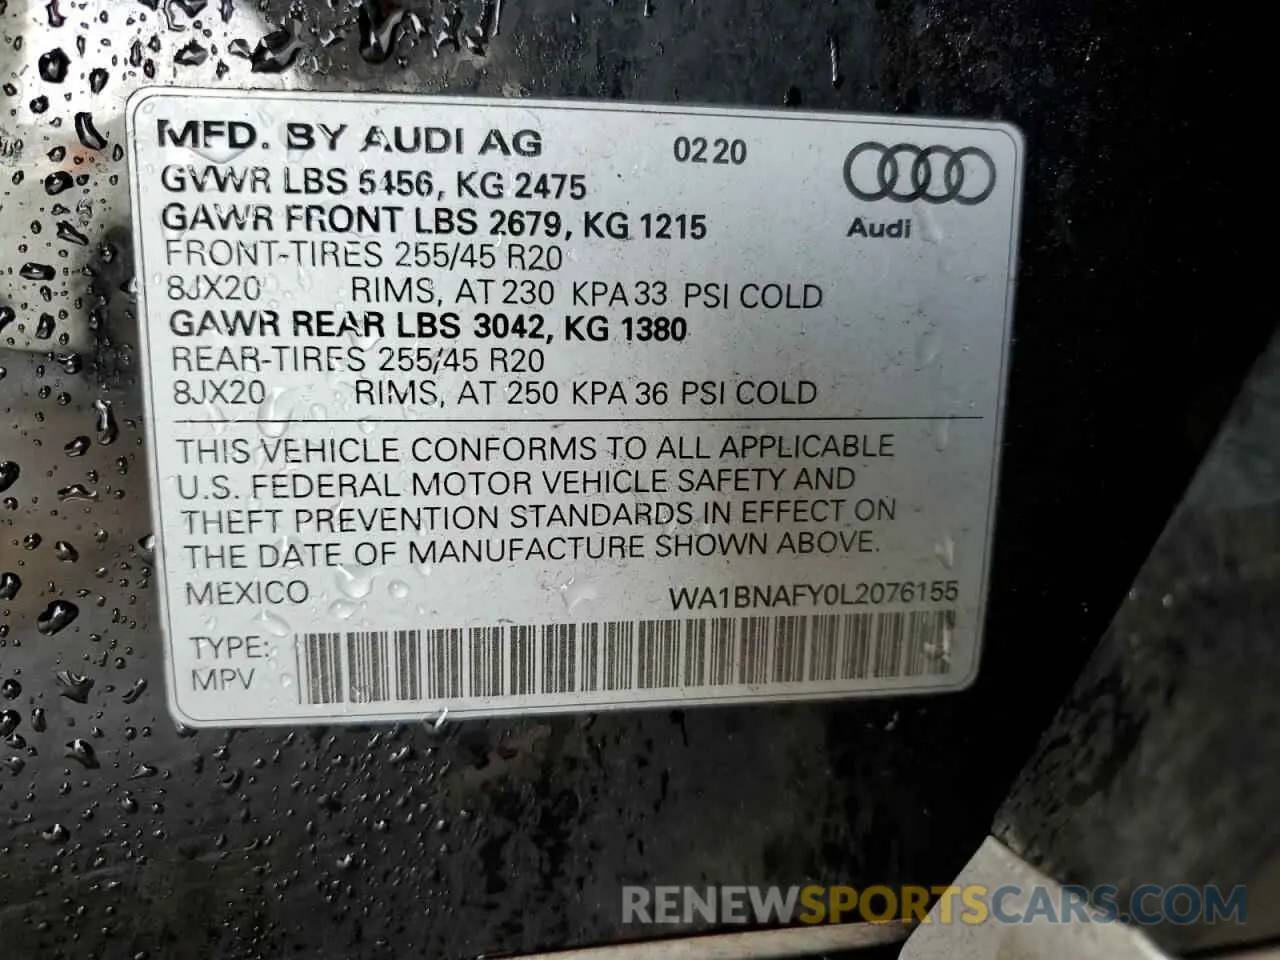 MFD. BY AUDI AG 0220
GVWR LBS 5456, KG 2475
GAWR FRONT LBS 2679, KG 1215
Audi
FRONT-TIRES 255/45 R20
8JX20 RIMS, AT 230 KPA 33 PSI COLD
GAWR REAR LBS 3042, KG 1380
REAR-TIRES 255/45 R20
8JX20 RIMS, AT 250 KPA 36 PSI COLD
THIS VEHICLE CONFORMS TO ALL APPLICABLE
U.S. FEDERAL MOTOR VEHICLE SAFETY AND
THEFT PREVENTION STANDARDS IN EFFECT ON
THE DATE OF MANUFACTURE SHOWN ABOVE.
MEXICO WA1BNAFY0L2076155
TYPE:
MPV
RENEWSPORTSCARS.COM